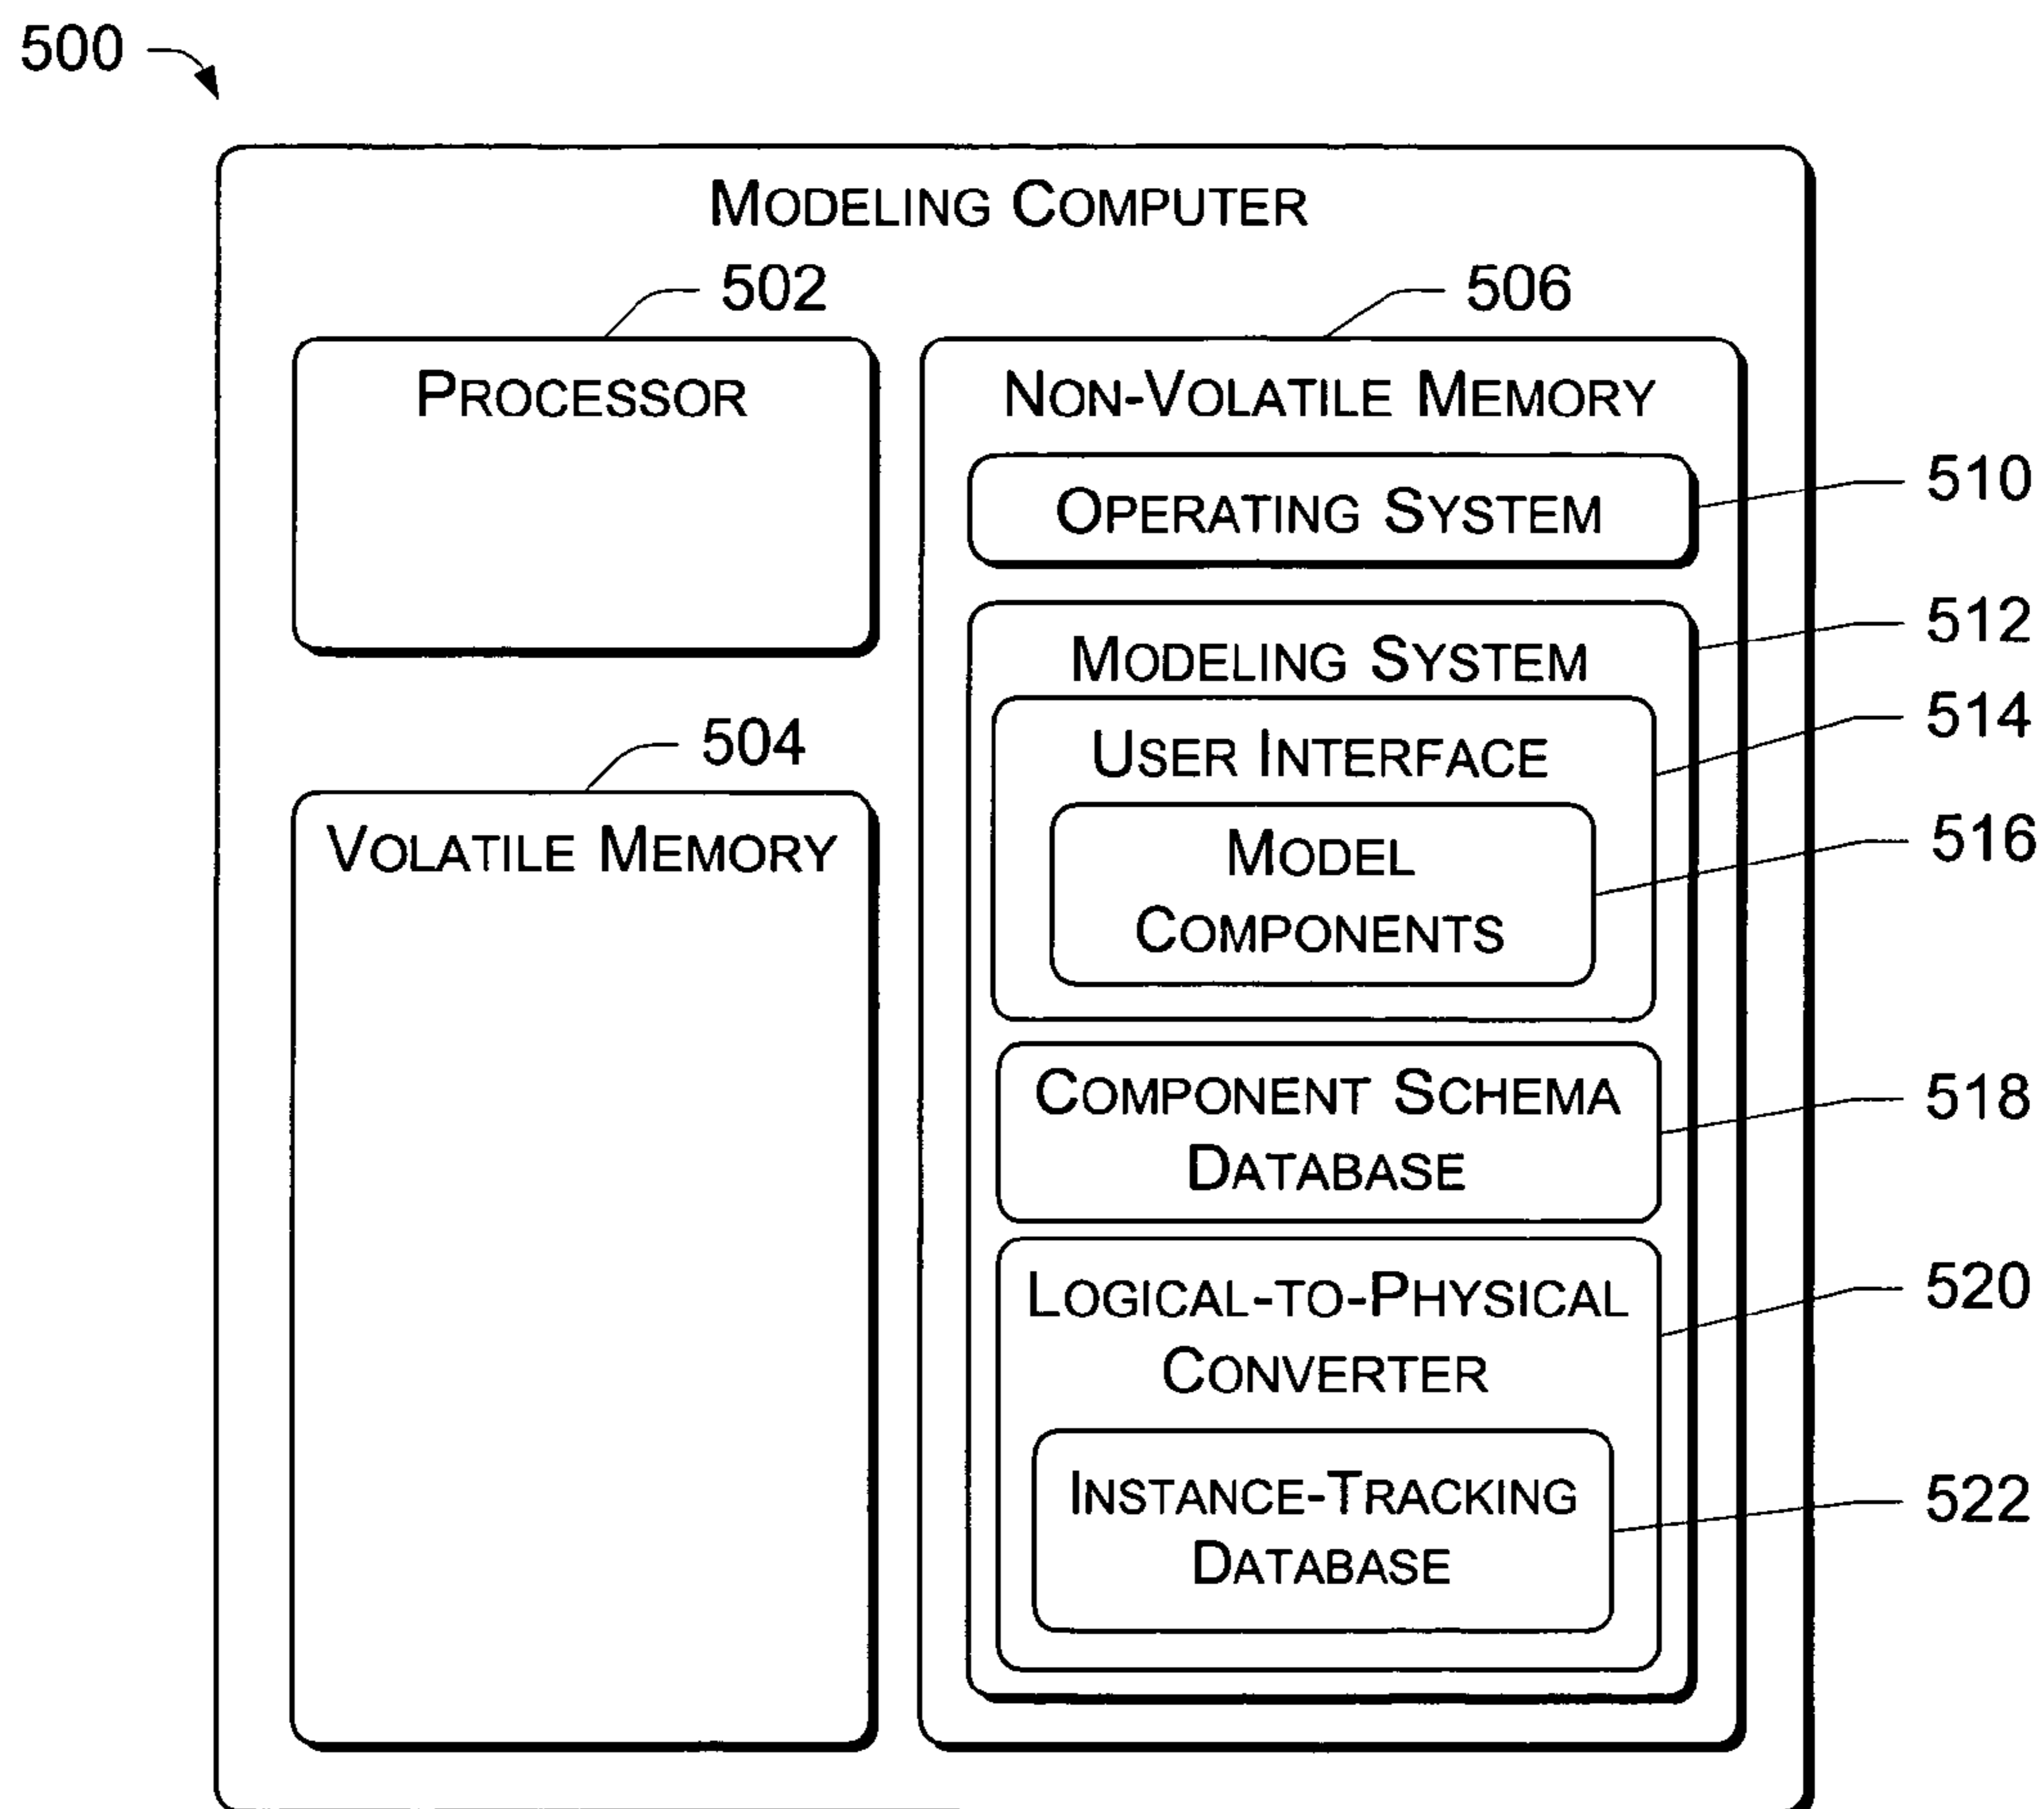 500
MODELING COMPUTER
502
506
PROCESSOR
NON-VOLATILE MEMORY
510
OPERATING SYSTEM
512
MODELING SYSTEM
514
USER INTERFACE
504
516
VOLATILE MEMORY
MODEL
COMPONENTS
518
COMPONENT SCHEMA
DATABASE
520
LOGICAL-TO-PHYSICAL
CONVERTER
522
INSTANCE-TRACKING
DATABASE